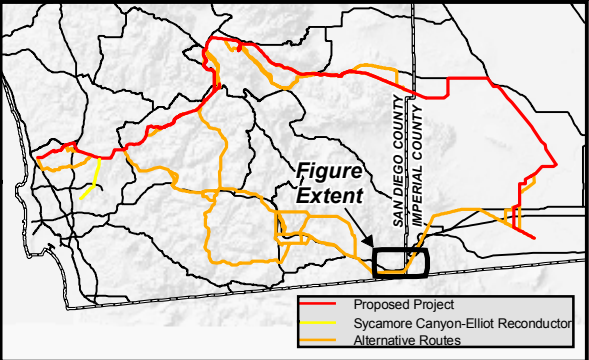 Figure
Extent
SAN DIEGO COUNTY
IMPERIAL COUNTY
Proposed Project
Sycamore Canyon-Elliot Reconductor
Alternative Routes